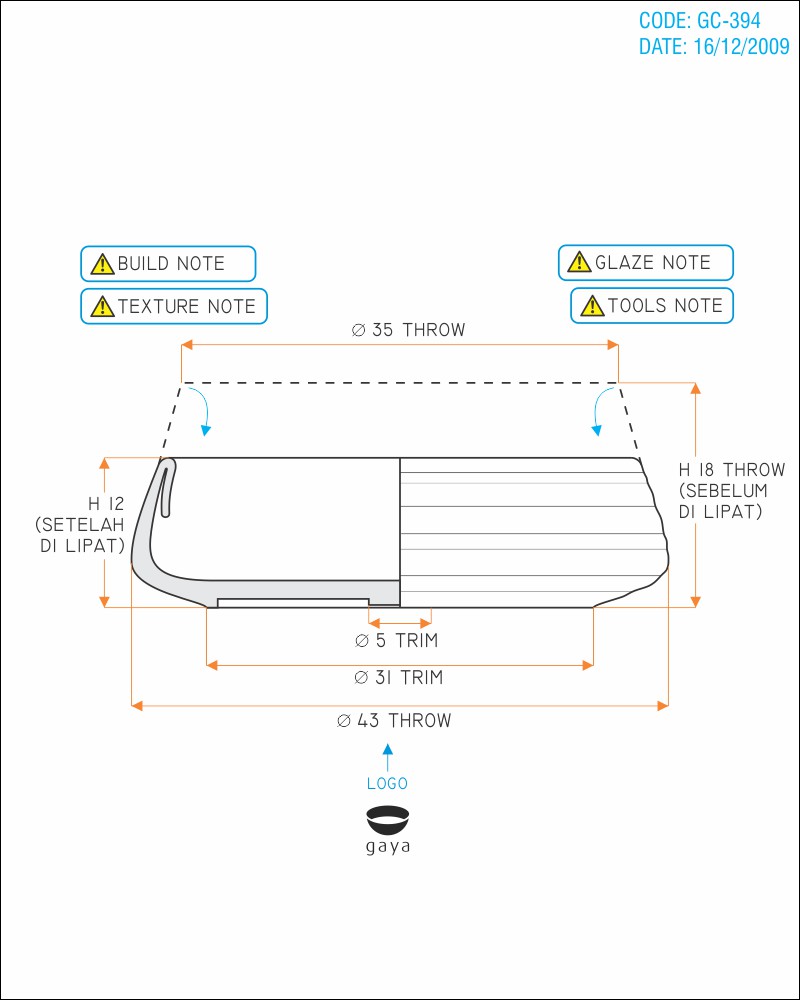 CODE: GC-394
DATE: 16/12/2009
BUILD NOTE
GLAZE NOTE
TEXTURE NOTE
TOOLS NOTE
Ø 35 THROW
H 18 THROW
(SEBELUM
DI LIPAT)
H 12
(SETELAH
DI LIPAT)
Ø 5 TRIM
Ø 31 TRIM
Ø 43 THROW
LOGO
gaya